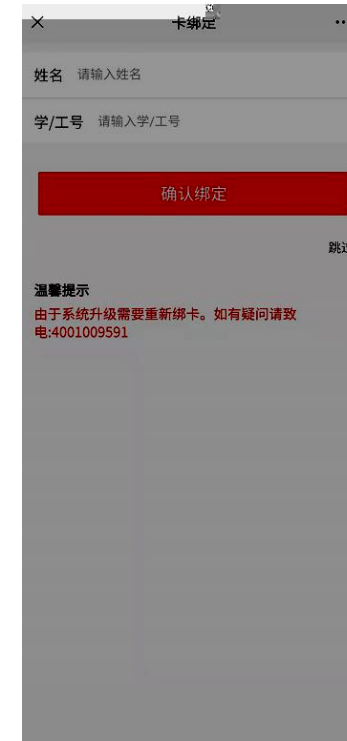 卡绑定
姓名 请输入姓名
学/工号 请输入学/工号
确认绑定
跳过
温馨提示
由于系统升级需要重新绑卡。如有疑问请致
电:4001009591